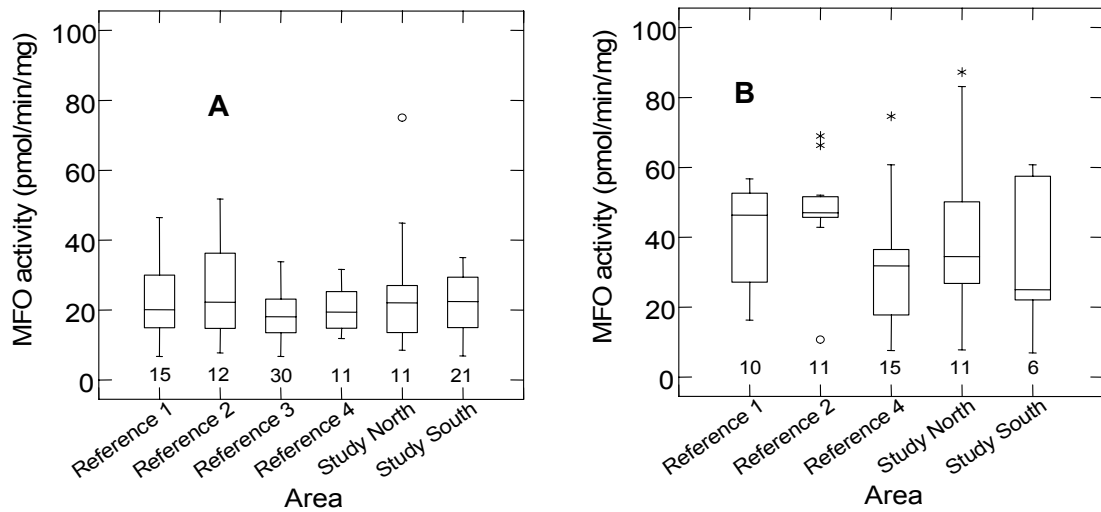 MFO activity (pmol/min/mg)
100
80
60
40
20
0
A
15 12 30 11 11 21
Reference 1
Reference 2
Reference 3
Reference 4
Study North
Study South
Area
MFO activity (pmol/min/mg)
100
80
60
40
20
0
B
10 11 15 11 6
Reference 1
Reference 2
Reference 4
Study North
Study South
Area